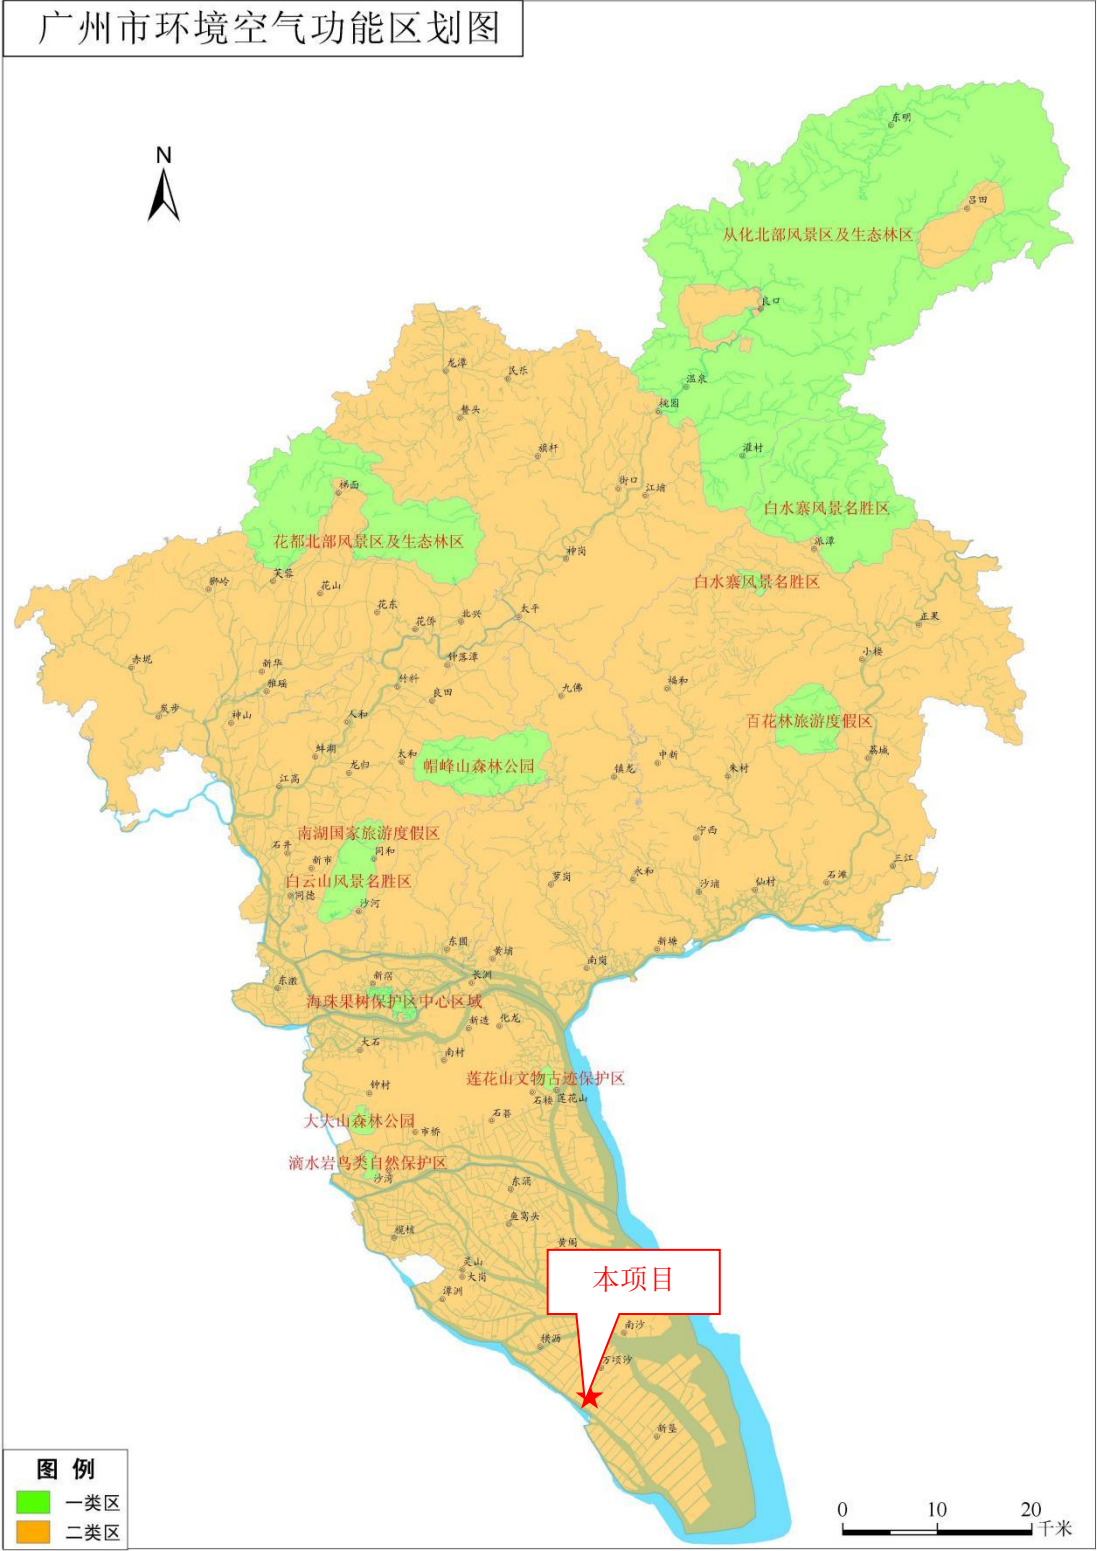 广州市环境空气功能区划图
N
东明
吕田
从化北部风景区及生态林区
良口
龙潭
民乐
温泉
鳌头
桃园
旗杆
灌村
街口
江埔
梯面
白水寨风景名胜区
花都北部风景区及生态林区
派潭
神岗
白水寨风景名胜区
狮岭
芙蓉
花山
花东
北兴
太平
花侨
正果
赤坭
新华
钟落潭
小楼
雅瑶
竹料
良田
九佛
福和
炭步
神山
人和
百花林旅游度假区
蚌湖
太和
帽峰山森林公园
中新
荔城
龙归
镇龙
朱村
江高
南湖国家旅游度假区
宁西
石井
同和
新市
三江
白云山风景名胜区
萝岗
永和
沙埔
仙村
石滩
同德
沙河
东圃
黄埔
新塘
南岗
东漖
新滘
长洲
海珠果树保护区中心区域
新造
化龙
大石
南村
莲花山文物古迹保护区
钟村
石楼
莲花山
大夫山森林公园
石碁
市桥
滴水岩鸟类自然保护区
沙湾
东涌
鱼窝头
榄核
黄阁
灵山
大岗
本项目
潭洲
南沙
横沥
万顷沙
新垦
图 例
一类区
二类区
0 10 20
千米